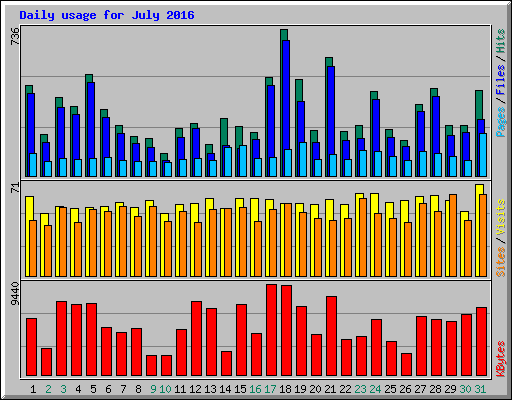 Daily usage for July 2016
736
Pages / Files / Hits
71
Sites / Visits
9440
KBytes
1 2 3 4 5 6 7 8 9 10 11 12 13 14 15 16 17 18 19 20 21 22 23 24 25 26 27 28 29 30 31